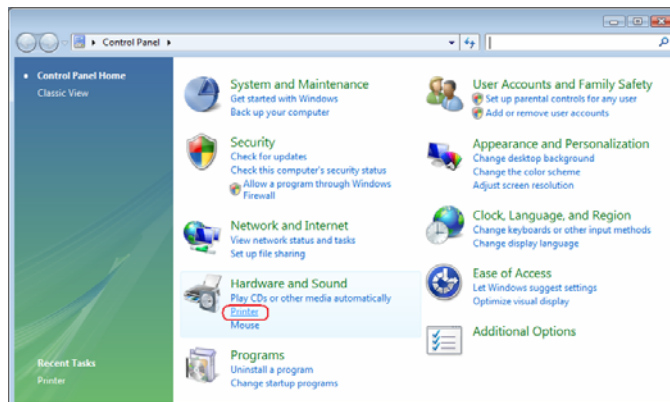 Control Panel
Control Panel Home
Classic View
System and Maintenance
Get started with Windows
Back up your computer
Security
Check for updates
Check this computer's security status
Allow a program through Windows
Firewall
Network and Internet
View network status and tasks
Set up file sharing
Hardware and Sound
Play CDs or other media automatically
Printer
Mouse
Programs
Uninstall a program
Change startup programs
User Accounts and Family Safety
Set up parental controls for any user
Add or remove user accounts
Appearance and Personalization
Change desktop background
Change the color scheme
Adjust screen resolution
Clock, Language, and Region
Change keyboards or other input methods
Change display language
Ease of Access
Let Windows suggest settings
Optimize visual display
Additional Options
Recent Tasks
Printer